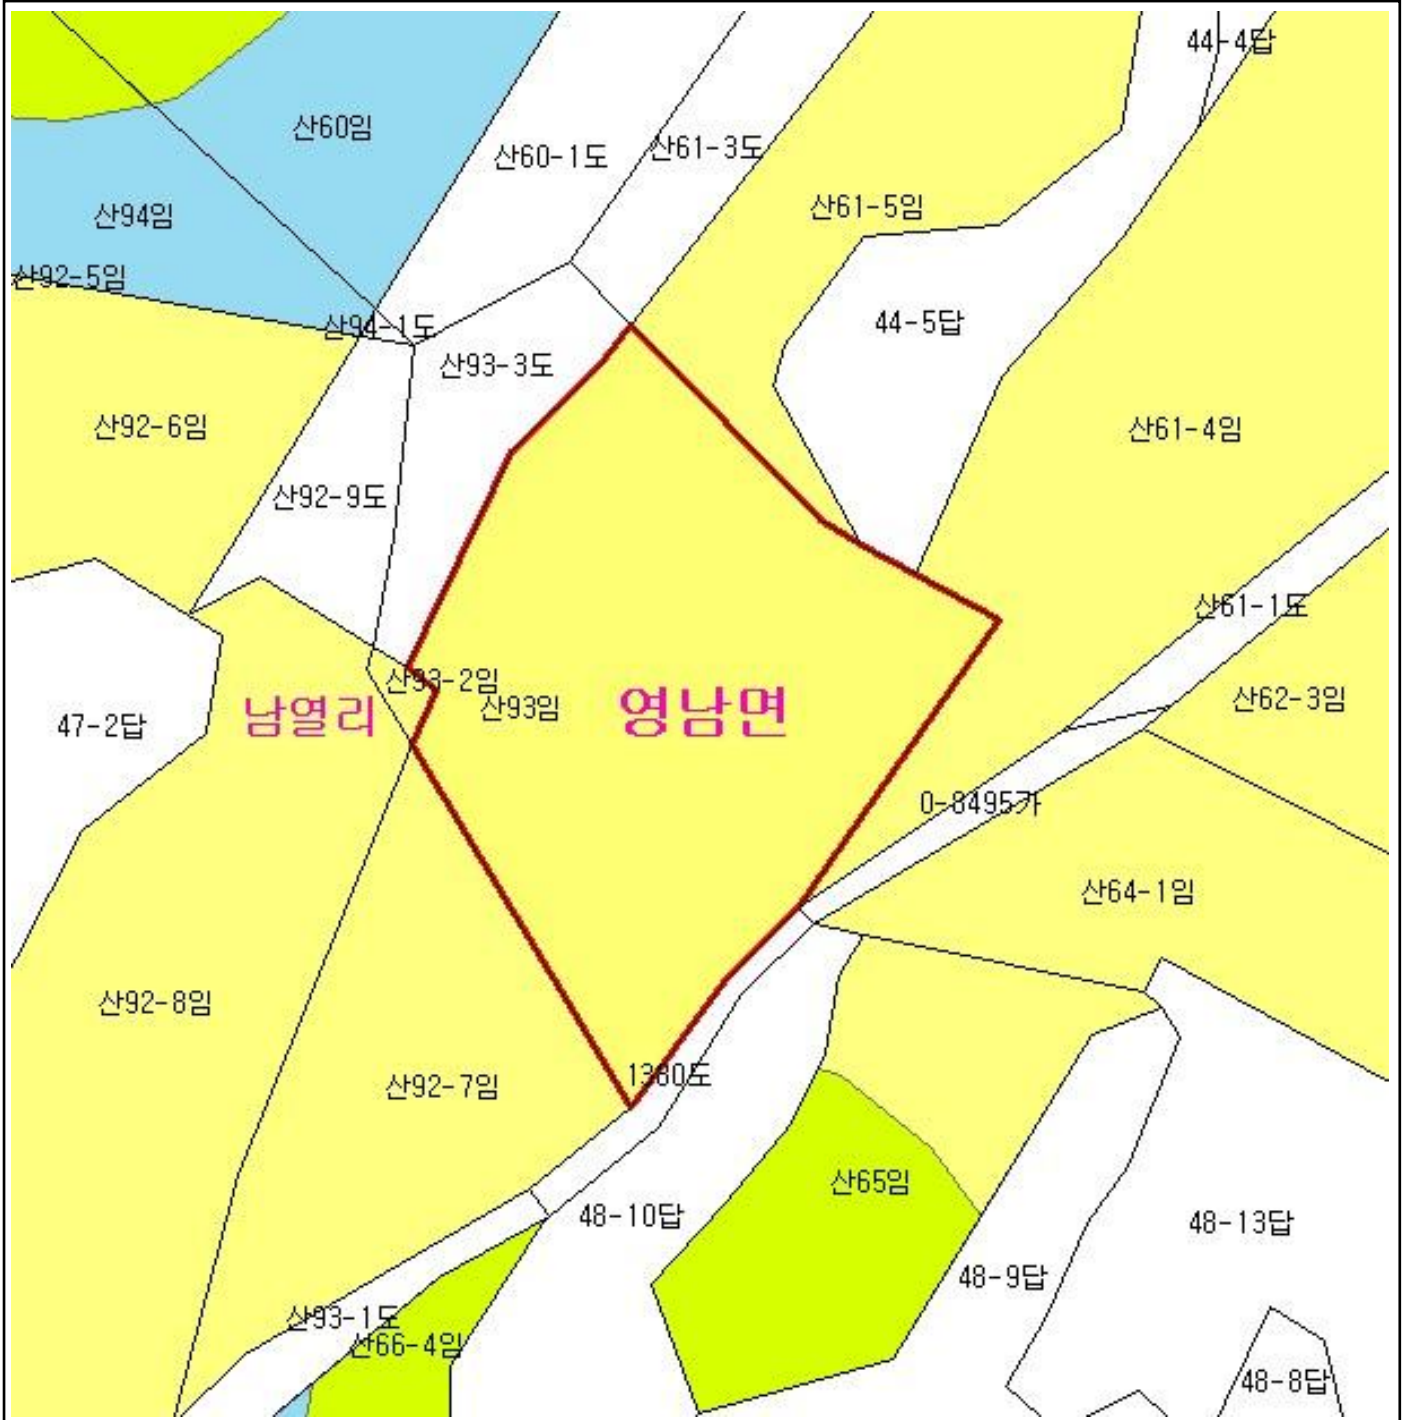 44-4답
산60임
산60-1도
산61-3도
산94임
산61-5임
산92-5임
산94-1도
44-5답
산93-3도
산92-6임
산61-4임
산92-9도
산61-1도
산93-2임
산93임
영남면
남열리
산62-3임
47-2답
0-8495가
산64-1임
산92-8임
1380도
산92-7임
산65임
48-10답
48-13답
48-9답
산93-1도
산66-4임
48-8답